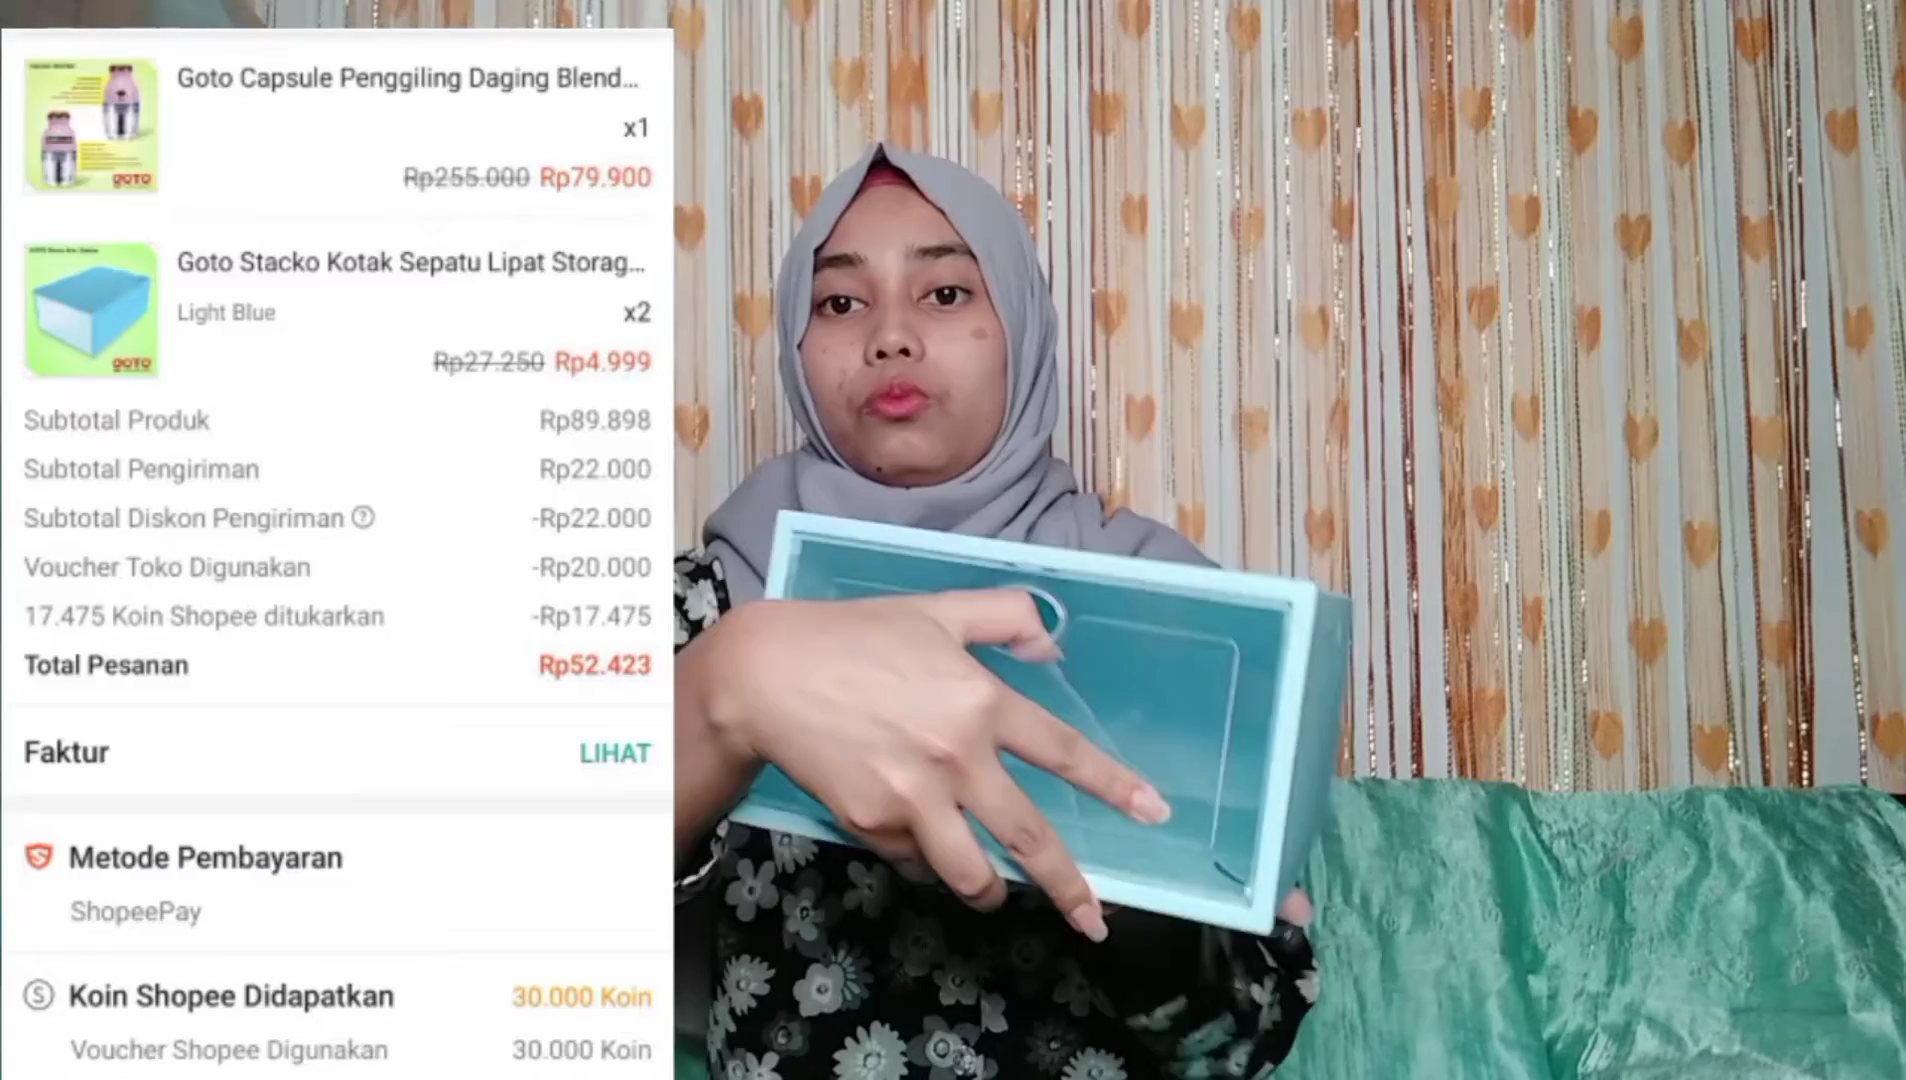 Goto Capsule Penggiling Daging Blend...
x1
Rp255.000 Rp79.900
GOTO
Goto Stacko Kotak Sepatu Lipat Storag...
Light Blue x2
Rp27.250 Rp4.999
GOTO
Subtotal Produk Rp89.898
Subtotal Pengiriman Rp22.000
Subtotal Diskon Pengiriman ? -Rp22.000
Voucher Toko Digunakan -Rp20.000
17.475 Koin Shopee ditukarkan -Rp17.475
Total Pesanan Rp52.423
Faktur LIHAT
Metode Pembayaran
ShopeePay
S Koin Shopee Didapatkan 30.000 Koin
Voucher Shopee Digunakan 30.000 Koin